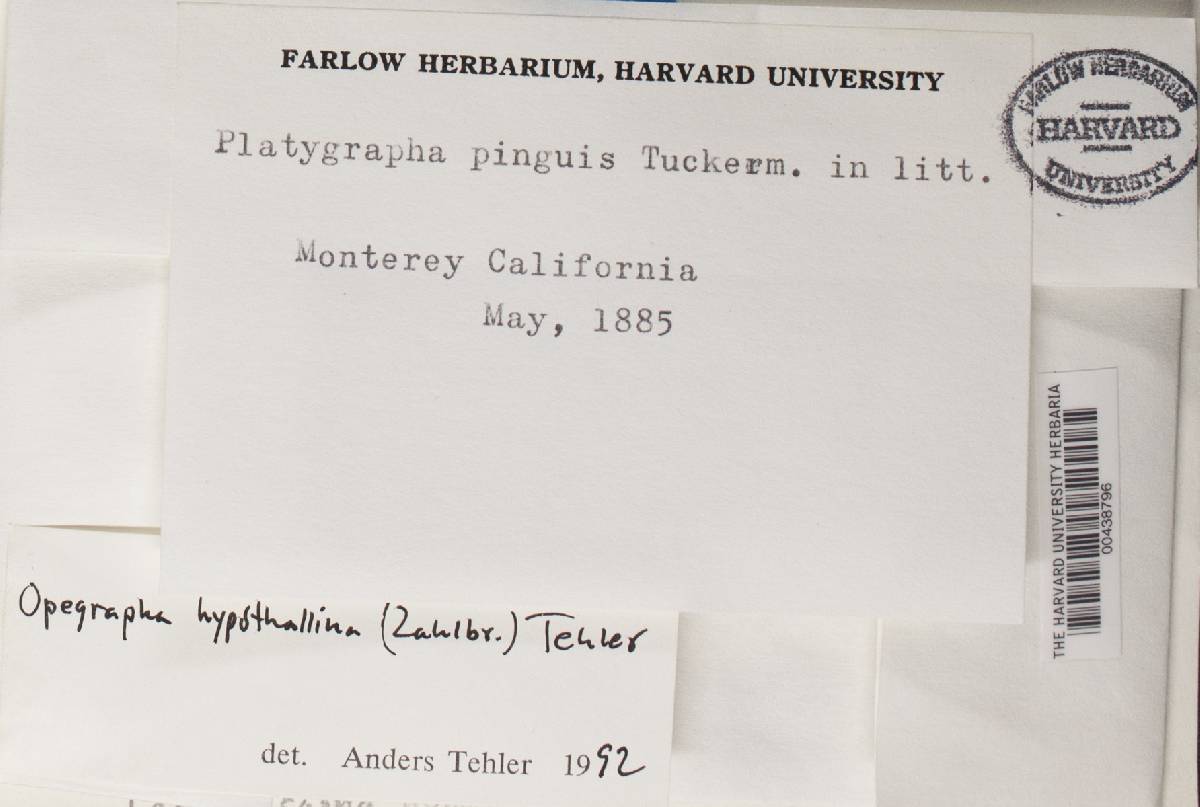 FARLOW HERBARIUM, HARVARD UNIVERSITY
Platygrapha pinguis Tuckerm. in litt.
Monterey California
May, 1885
FARLOW HERBARIUM
HARVARD
UNIVERSITY
THE HARVARD UNIVERSITY HERBARIA
00438796
Opegrapha hypothallina (Zahlbr.) Tehler
det. Anders Tehler 1992